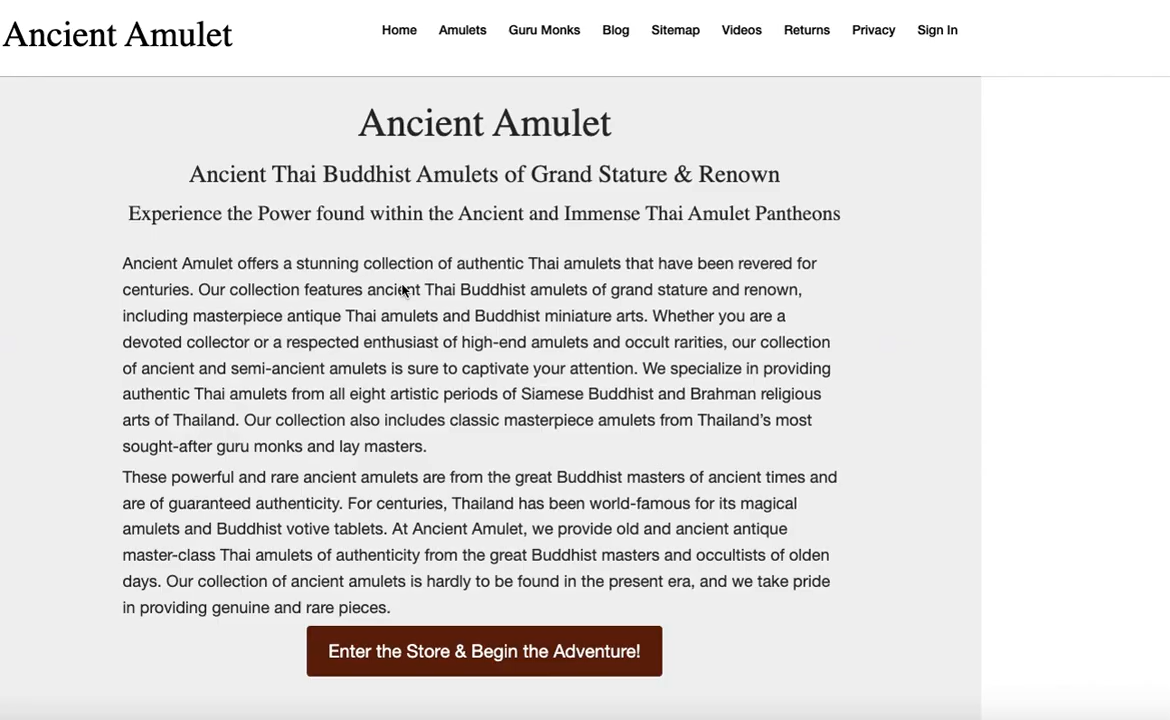 Ancient Amulet
Home Amulets Guru Monks Blog Sitemap Videos Returns Privacy Sign In
Ancient Amulet
Ancient Thai Buddhist Amulets of Grand Stature & Renown
Experience the Power found within the Ancient and Immense Thai Amulet Pantheons
Ancient Amulet offers a stunning collection of authentic Thai amulets that have been revered for
centuries. Our collection features ancient Thai Buddhist amulets of grand stature and renown,
including masterpiece antique Thai amulets and Buddhist miniature arts. Whether you are a
devoted collector or a respected enthusiast of high-end amulets and occult rarities, our collection
of ancient and semi-ancient amulets is sure to captivate your attention. We specialize in providing
authentic Thai amulets from all eight artistic periods of Siamese Buddhist and Brahman religious
arts of Thailand. Our collection also includes classic masterpiece amulets from Thailand’s most
sought-after guru monks and lay masters.
These powerful and rare ancient amulets are from the great Buddhist masters of ancient times and
are of guaranteed authenticity. For centuries, Thailand has been world-famous for its magical
amulets and Buddhist votive tablets. At Ancient Amulet, we provide old and ancient antique
master-class Thai amulets of authenticity from the great Buddhist masters and occultists of olden
days. Our collection of ancient amulets is hardly to be found in the present era, and we take pride
in providing genuine and rare pieces.
Enter the Store & Begin the Adventure!